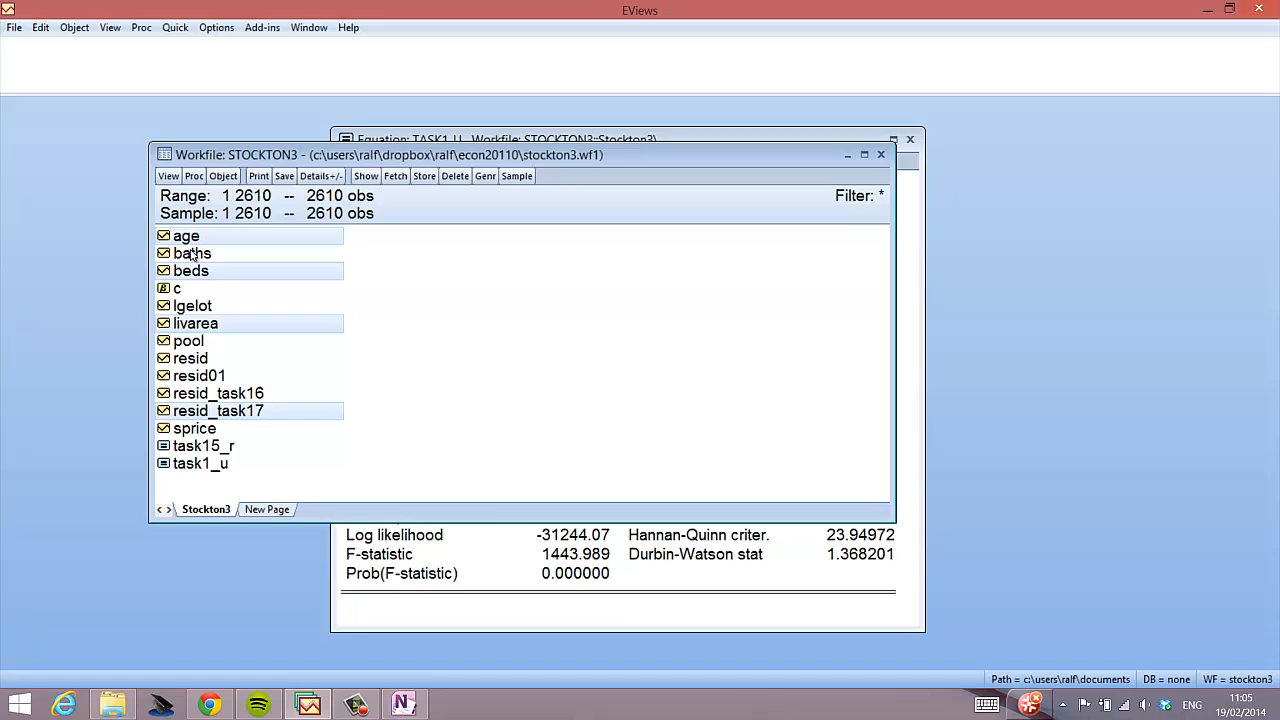 EViews
File Edit Object View Proc Quick Options Add-ins Window Help
Equation: TASK1_U Workfile: STOCKTON3::Stockton3\
Workfile: STOCKTON3 - (c:\users\ralf\dropbox\ralf\econ20110\stockton3.wf1)
View Proc Object Print Save Details+/- Show Fetch Store Delete Genr Sample
Range: 1 2610 -- 2610 obs Filter: *
Sample: 1 2610 -- 2610 obs
age
baths
beds
c
lgelot
livarea
pool
resid
resid01
resid_task16
resid_task17
sprice
task15_r
task1_u
Stockton3 New Page
Log likelihood -31244.07 Hannan-Quinn criter. 23.94972
F-statistic 1443.989 Durbin-Watson stat 1.368201
Prob(F-statistic) 0.000000
Path = c:\users\ralf\documents DB = none WF = stockton3
ENG
11:05
19/02/2014